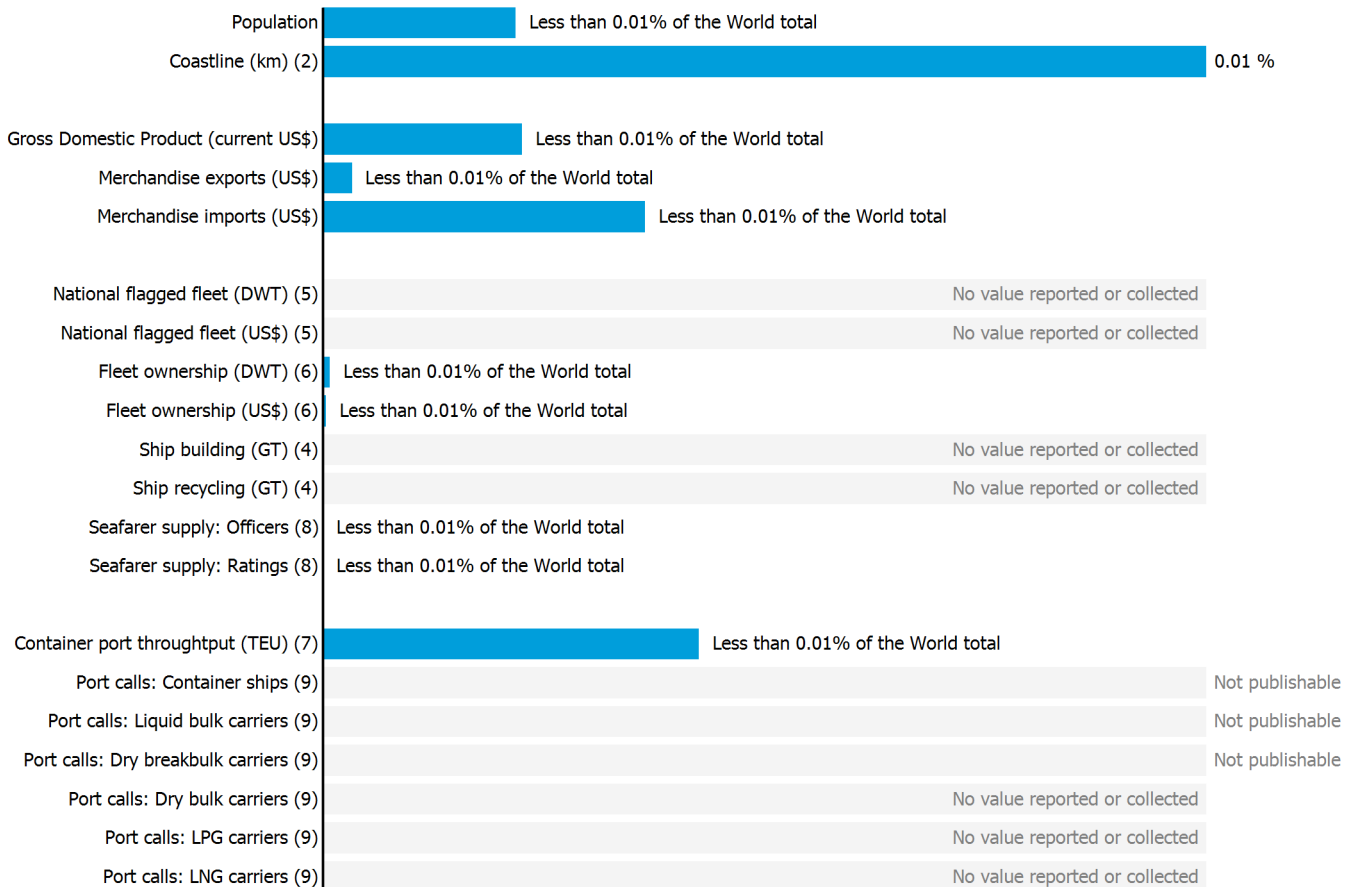 Population Less than 0.01% of the World total
Coastline (km) (2) 0.01 %
Gross Domestic Product (current US$) Less than 0.01% of the World total
Merchandise exports (US$) Less than 0.01% of the World total
Merchandise imports (US$) Less than 0.01% of the World total
National flagged fleet (DWT) (5) No value reported or collected
National flagged fleet (US$) (5) No value reported or collected
Fleet ownership (DWT) (6) Less than 0.01% of the World total
Fleet ownership (US$) (6) Less than 0.01% of the World total
Ship building (GT) (4) No value reported or collected
Ship recycling (GT) (4) No value reported or collected
Seafarer supply: Officers (8) Less than 0.01% of the World total
Seafarer supply: Ratings (8) Less than 0.01% of the World total
Container port throughtput (TEU) (7) Less than 0.01% of the World total
Port calls: Container ships (9) Not publishable
Port calls: Liquid bulk carriers (9) Not publishable
Port calls: Dry breakbulk carriers (9) Not publishable
Port calls: Dry bulk carriers (9) No value reported or collected
Port calls: LPG carriers (9) No value reported or collected
Port calls: LNG carriers (9) No value reported or collected